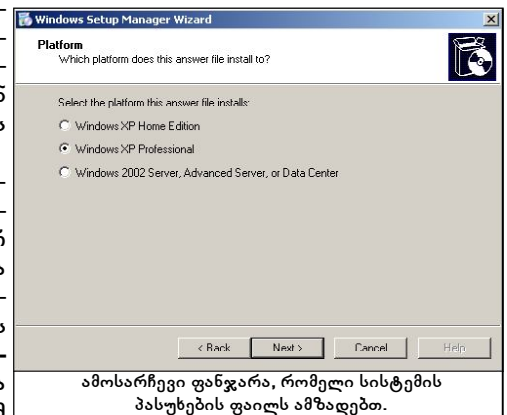 Windows Setup Manager Wizard
Platform
Which platform does this answer file install to?
Select the platform this answer file installs:
Windows XP Home Edition
Windows XP Professional
Windows 2002 Server, Advanced Server, or Data Center
< Back Next > Cancel Help
ამოსარჩევი ფანჯარა, რომელი სისტემის
პასუხების ფაილს ამზადებთ.